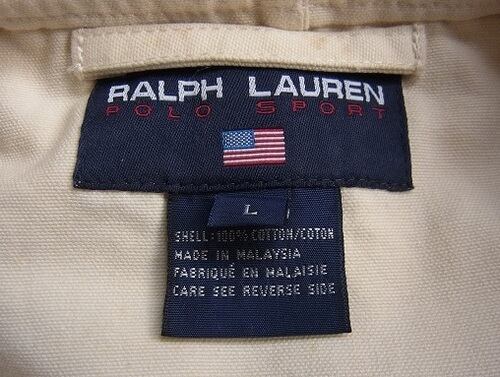 RALPH LAUREN
POLO SPORT
L
SHELL:100% COTTON/COTON
MADE IN MALAYSIA
FABRIQUÉ EN MALAISIE
CARE SEE REVERSE SIDE